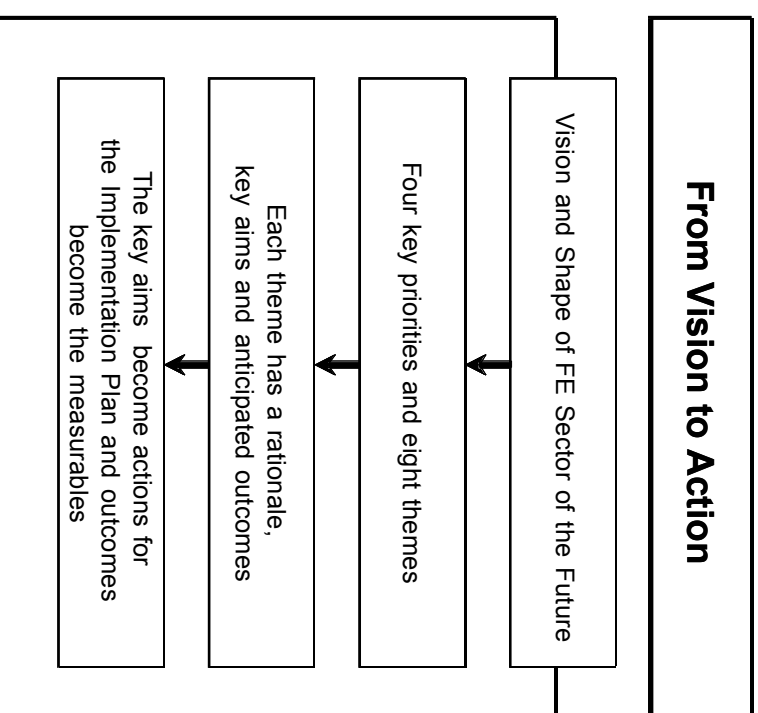 From Vision to Action
Vision and Shape of FE Sector of the Future
Four key priorities and eight themes
Each theme has a rationale,
key aims and anticipated outcomes
The key aims become actions for
the Implementation Plan and outcomes
become the measurables